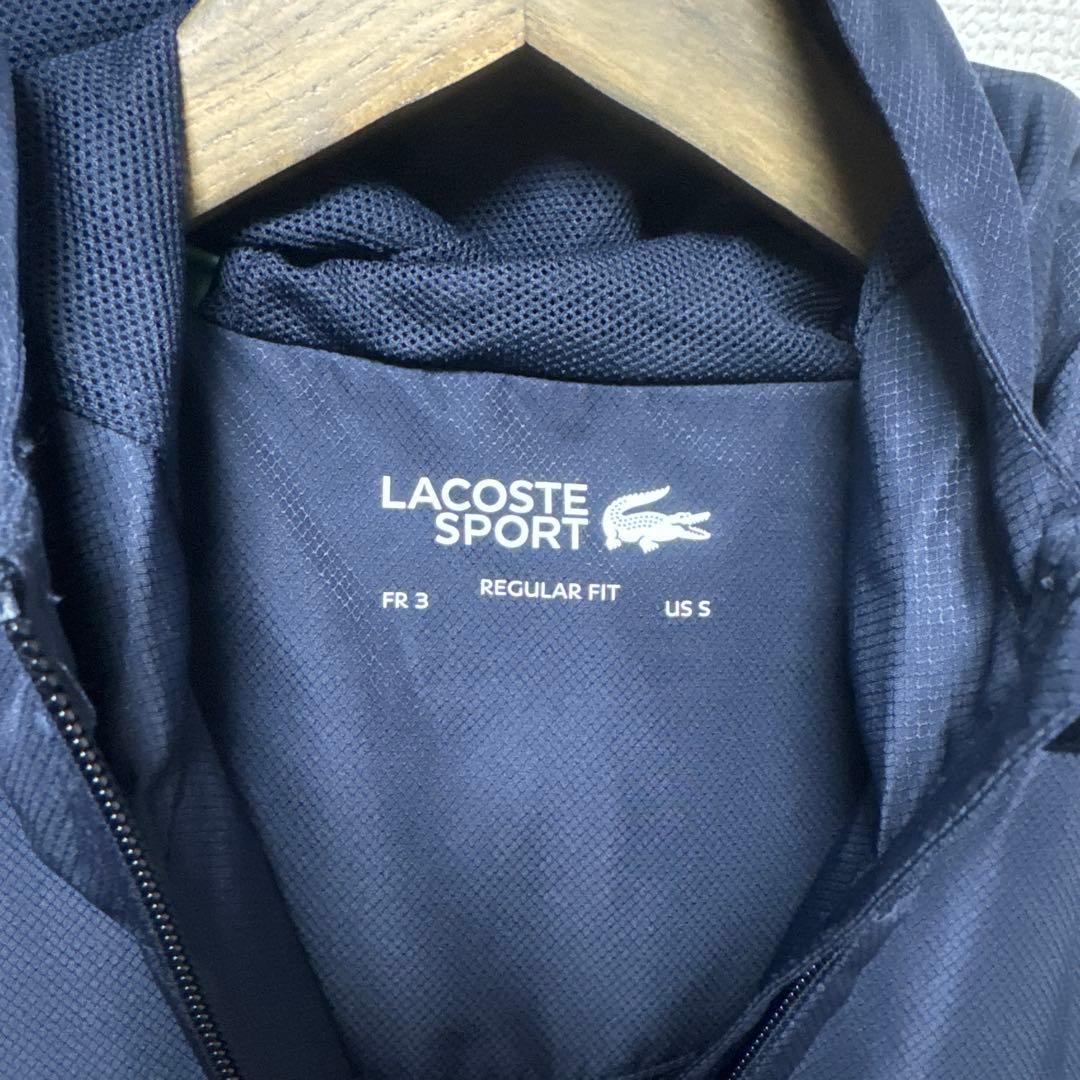 LACOSTE
SPORT
REGULAR FIT
FR 3
US S